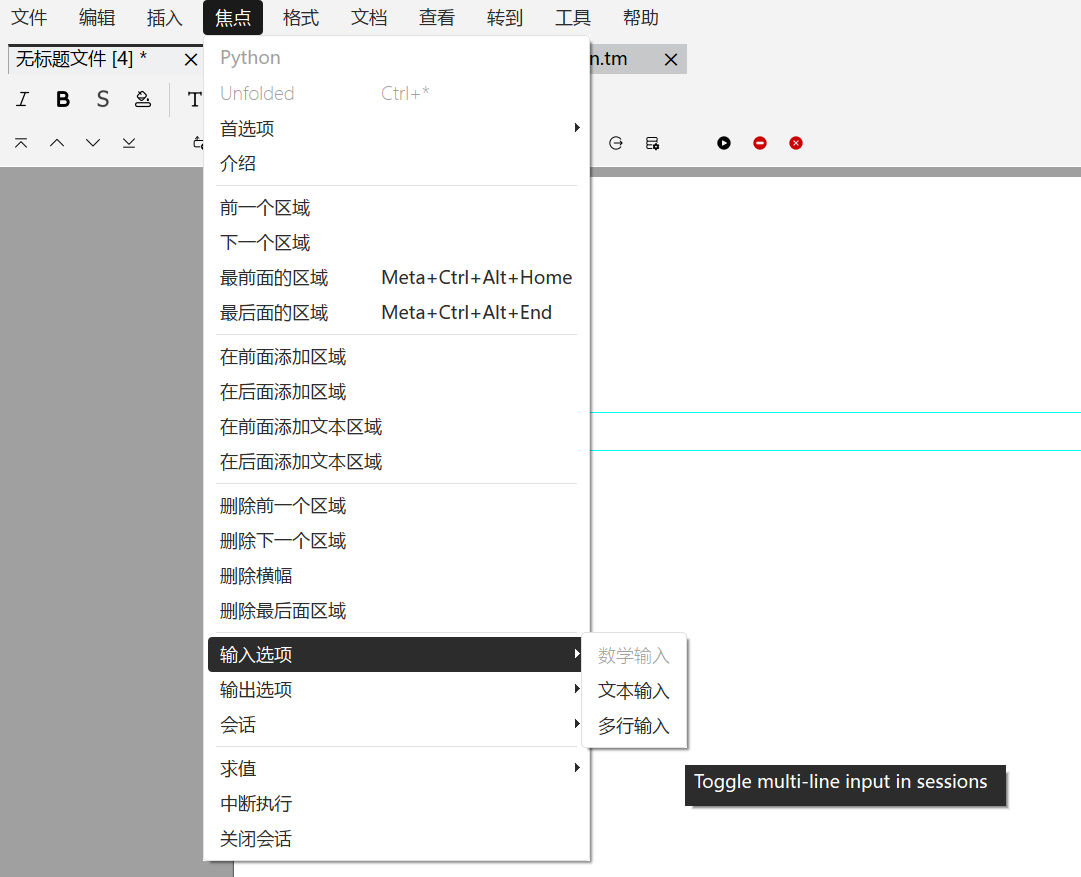 文件 编辑 插入 焦点 格式 文档 查看 转到 工具 帮助
无标题文件 [4] *
n.tm
I B S T
Python
Unfolded Ctrl+*
首选项
介绍
前一个区域
下一个区域
最前面的区域 Meta+Ctrl+Alt+Home
最后面的区域 Meta+Ctrl+Alt+End
在前面添加区域
在后面添加区域
在前面添加文本区域
在后面添加文本区域
删除前一个区域
删除下一个区域
删除横幅
删除最后面区域
输入选项
输出选项
会话
求值
中断执行
关闭会话
数学输入
文本输入
多行输入
Toggle multi-line input in sessions